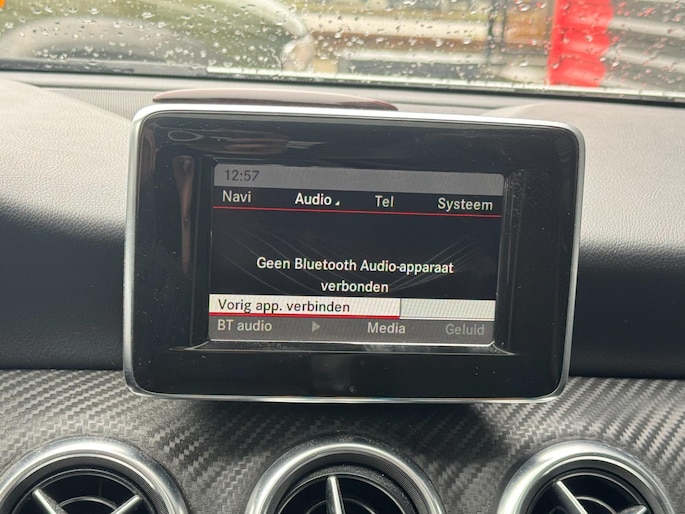 12:57
Navi Audio Tel Systeem
Geen Bluetooth Audio-apparaat
verbonden
Vorig app. verbinden
BT audio Media Geluid